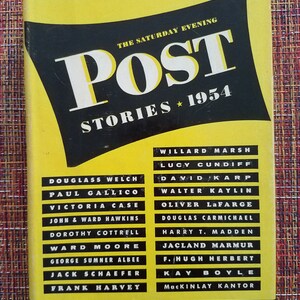 THE SATURDAY EVENING
POST
STORIES ★ 1954
DOUGLASS WELCH
PAUL GALLICO
VICTORIA CASE
JOHN & WARD HAWKINS
DOROTHY COTTRELL
WARD MOORE
GEORGE SUMNER ALBEE
JACK SCHAEFER
FRANK HARVEY
WILLARD MARSH
LUCY CUNDIFF
DAVID KARP
WALTER KAYLIN
OLIVER LaFARGE
DOUGLAS CARMICHAEL
HARRY T. MADDEN
JACLAND MARMUR
F. HUGH HERBERT
KAY BOYLE
MacKINLAY KANTOR